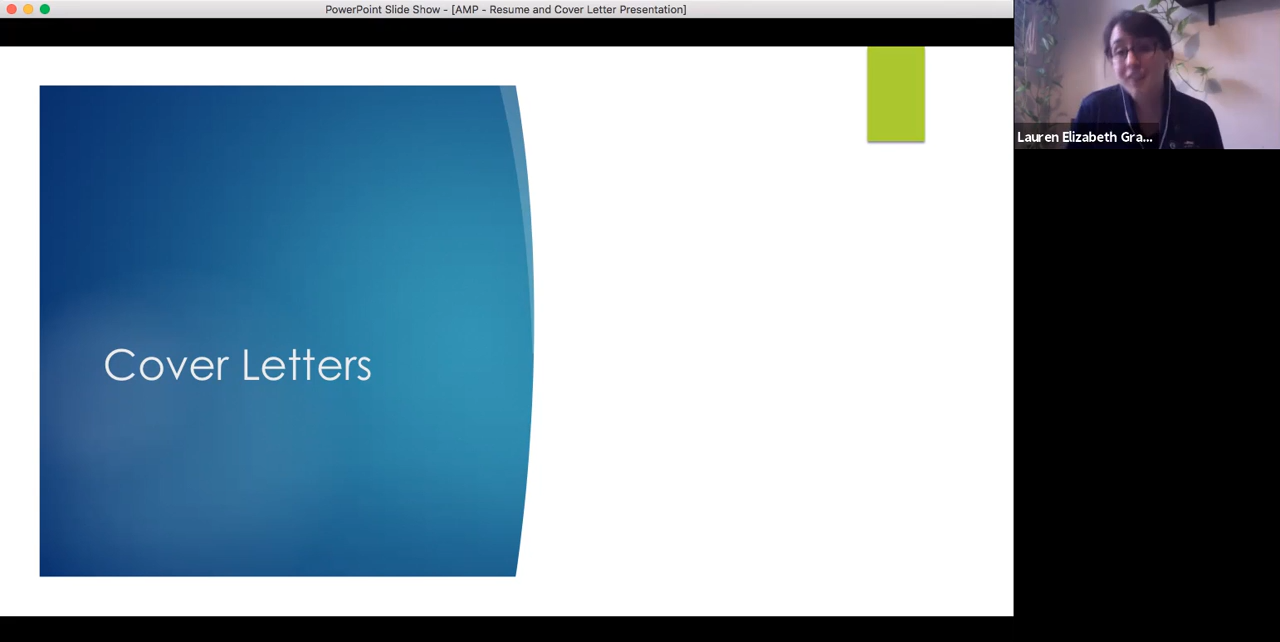 PowerPoint Slide Show - [AMP - Resume and Cover Letter Presentation]
Lauren Elizabeth Gra...
Cover Letters